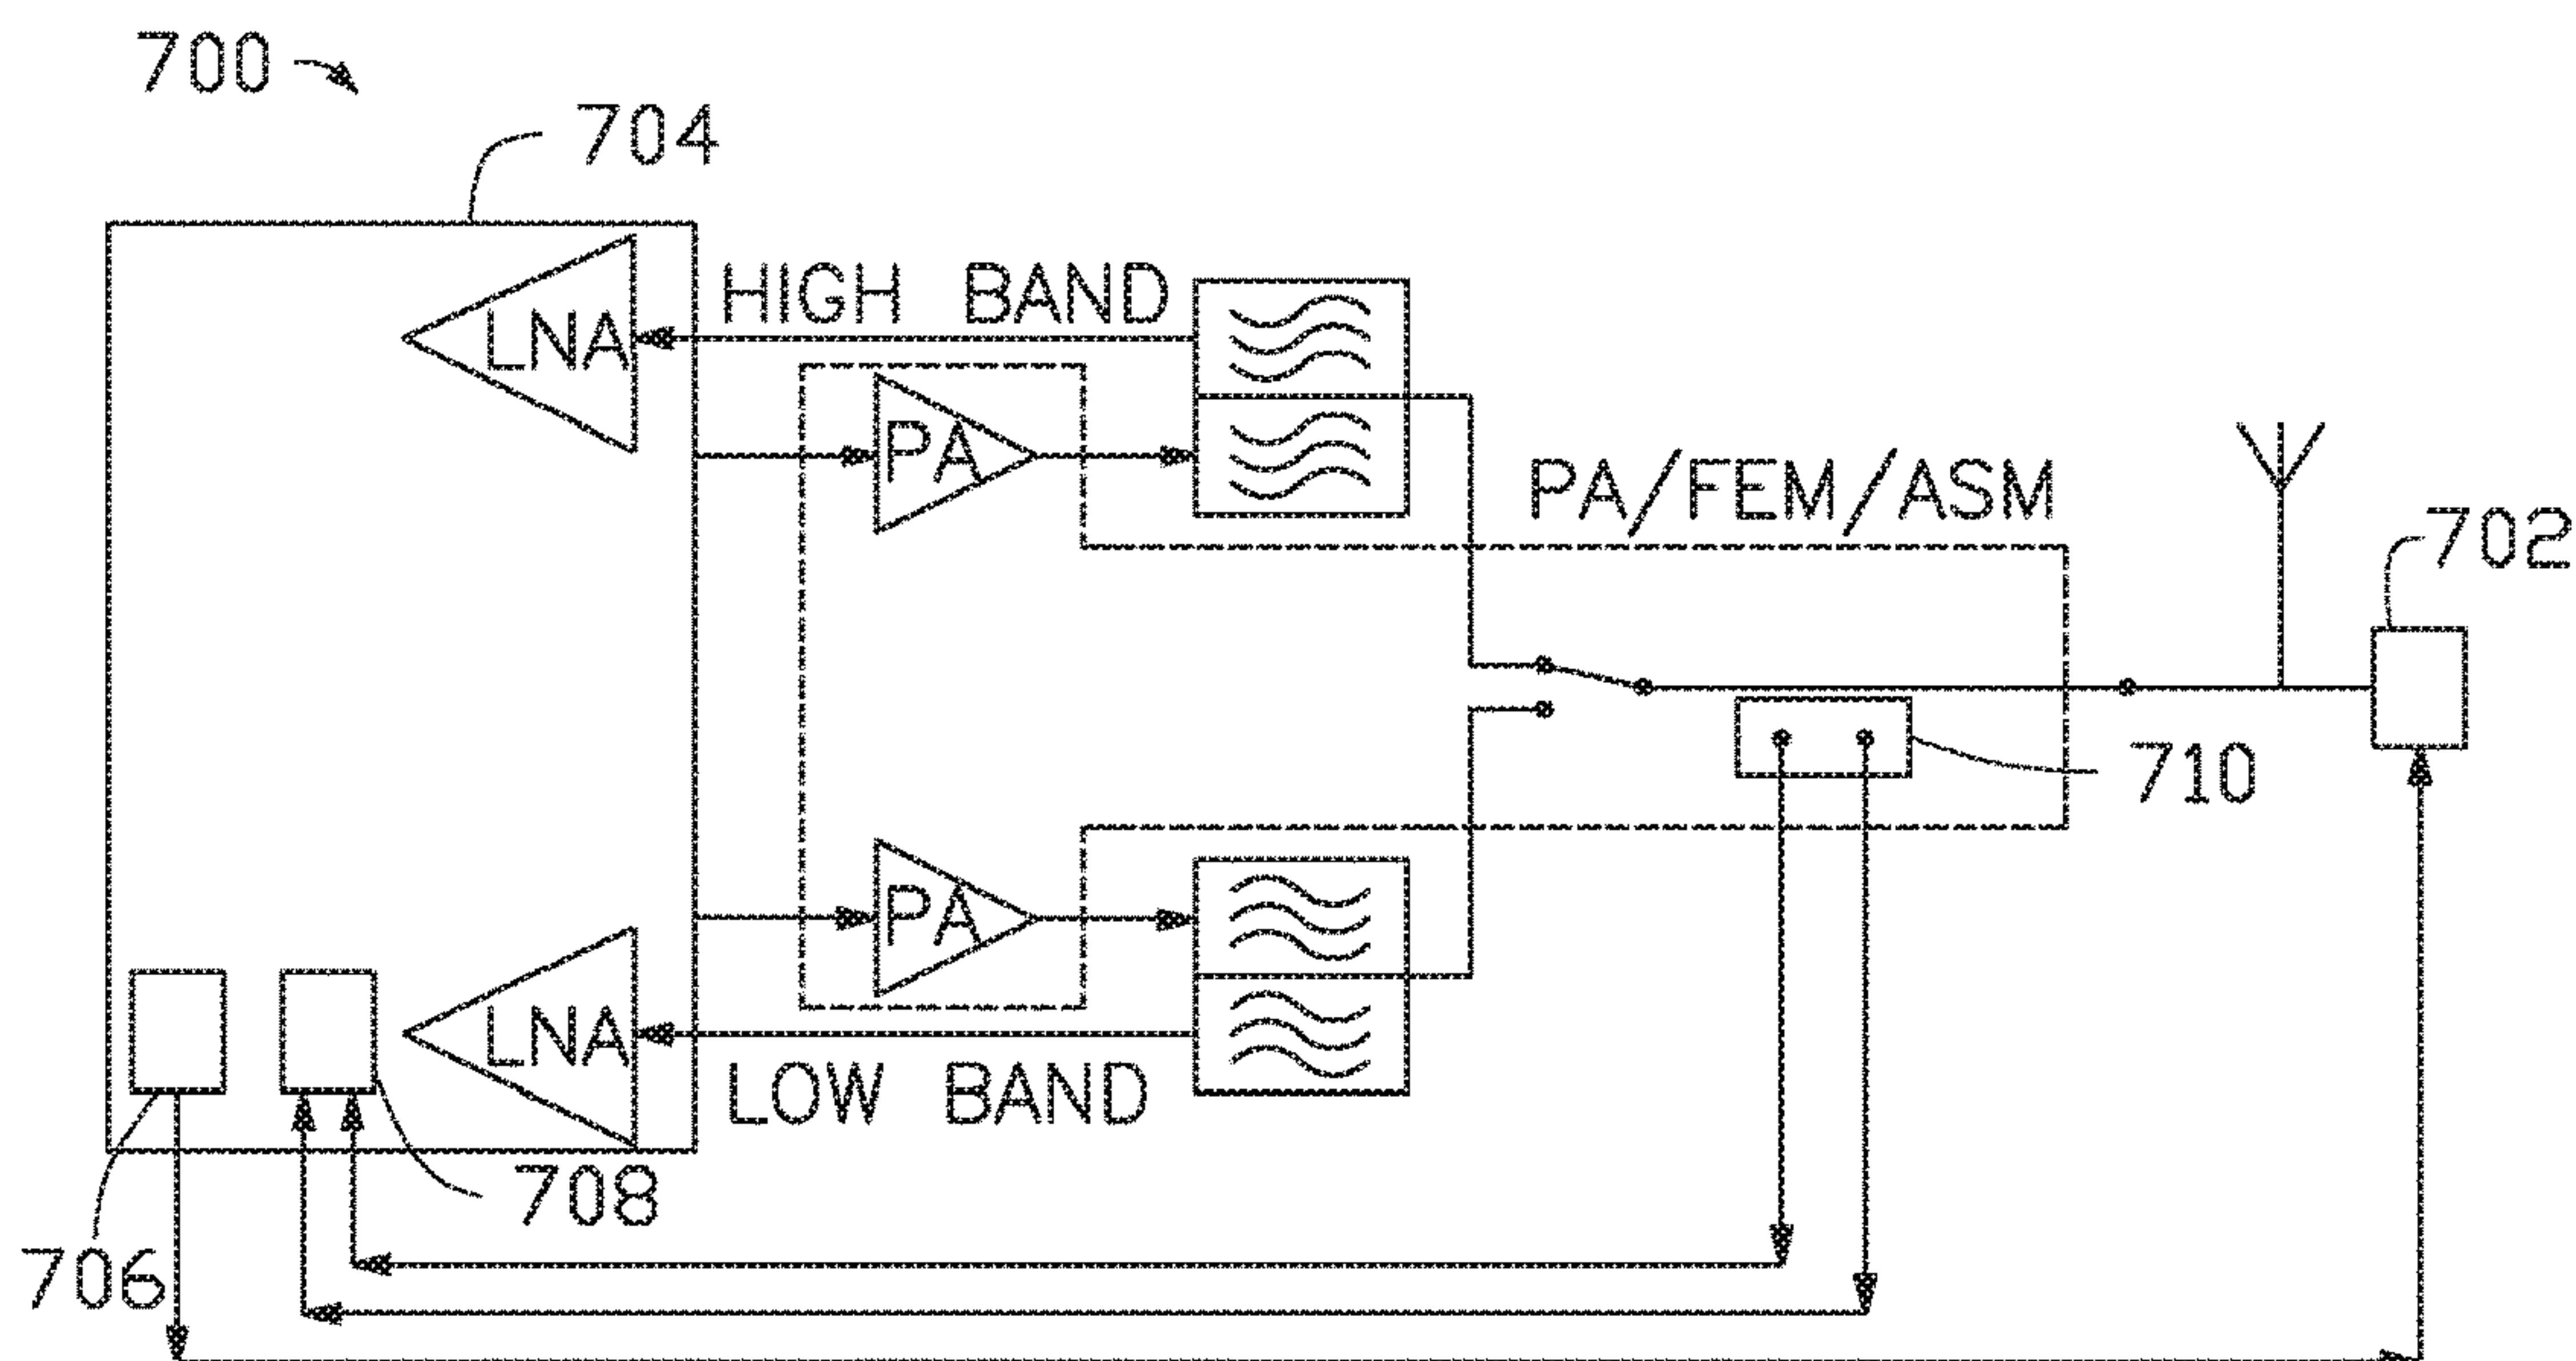 700
704
LNA
HIGH BAND
PA
PA/FEM/ASM
702
710
PA
LNA
LOW BAND
708
706